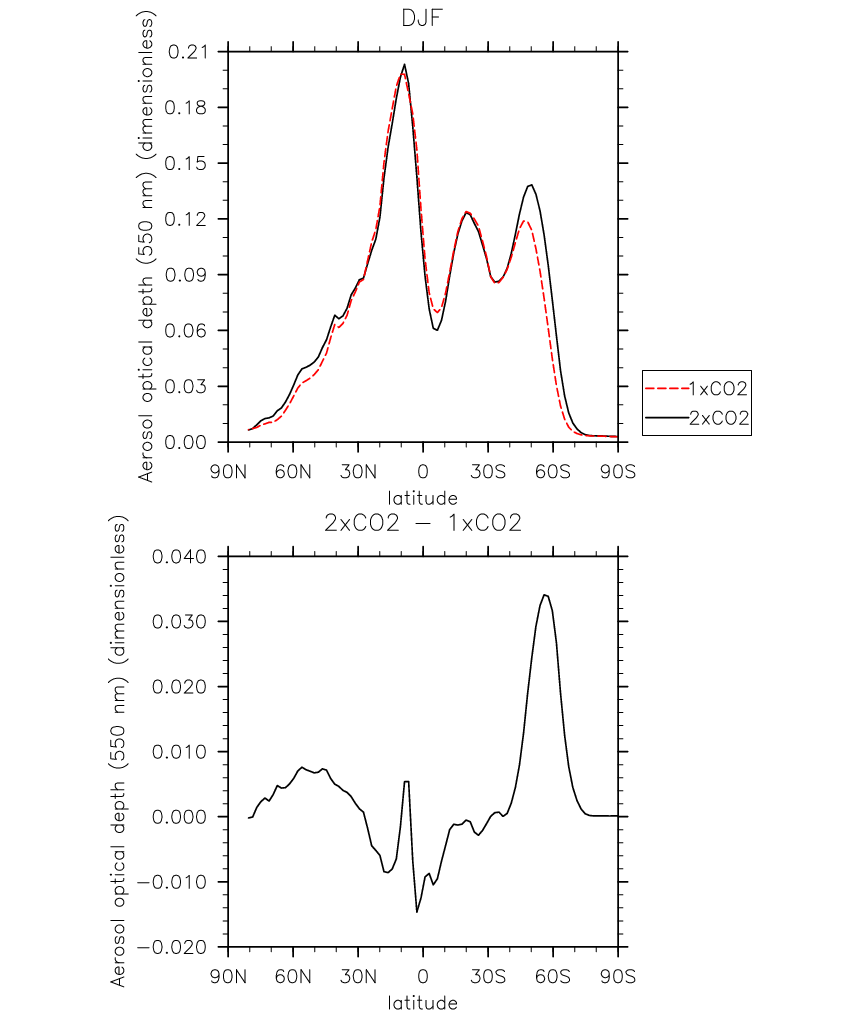 DJF
Aerosol optical depth (550 nm) (dimensionless)
0.21
0.18
0.15
0.12
0.09
0.06
0.03
0.00
90N 60N 30N 0 30S 60S 90S
latitude
1xCO2
2xCO2
2xCO2 − 1xCO2
Aerosol optical depth (550 nm) (dimensionless)
0.040
0.030
0.020
0.010
0.000
−0.010
−0.020
90N 60N 30N 0 30S 60S 90S
latitude